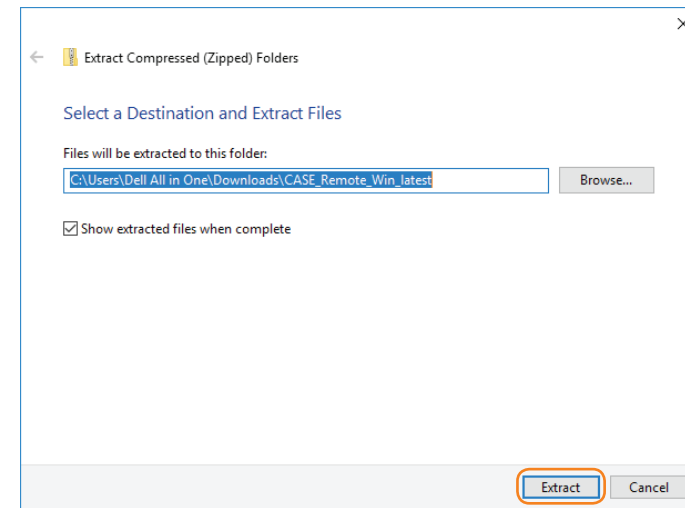 Extract Compressed (Zipped) Folders
Select a Destination and Extract Files
Files will be extracted to this folder:
C:\Users\Dell All in One\Downloads\CASE_Remote_Win_latest
Browse...
Show extracted files when complete
Extract
Cancel